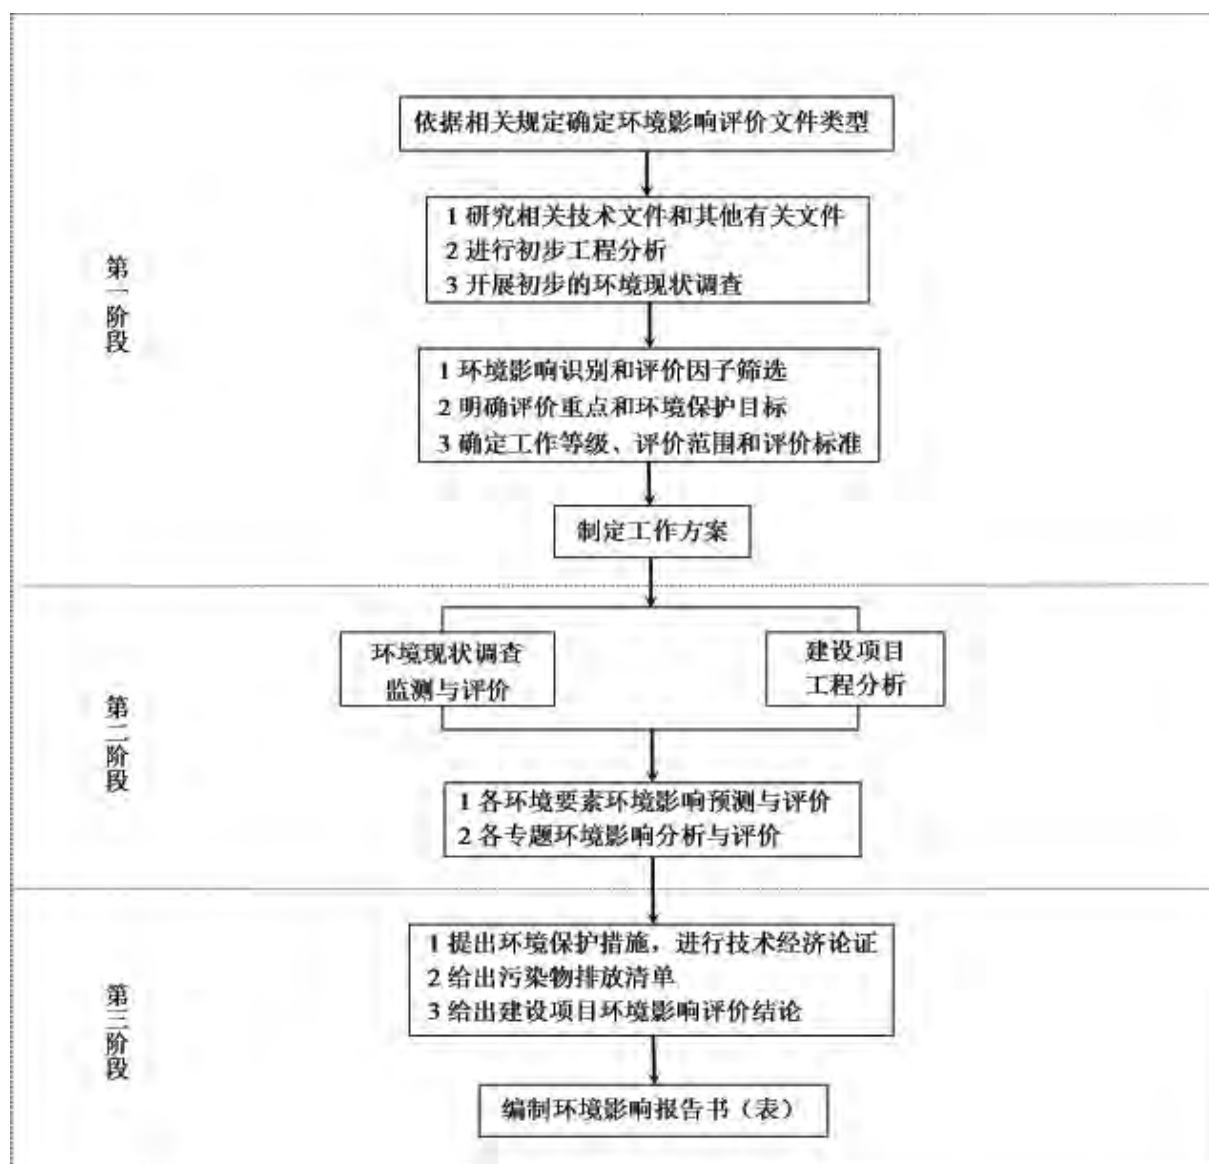 依据相关规定确定环境影响评价文件类型
1 研究相关技术文件和其他有关文件
2 进行初步工程分析
3 开展初步的环境现状调查
第一阶段
1 环境影响识别和评价因子筛选
2 明确评价重点和环境保护目标
3 确定工作等级、评价范围和评价标准
制定工作方案
环境现状调查
监测与评价
建设项目
工程分析
第二阶段
1 各环境要素环境影响预测与评价
2 各专题环境影响分析与评价
1 提出环境保护措施，进行技术经济论证
2 给出污染物排放清单
3 给出建设项目环境影响评价结论
第三阶段
编制环境影响报告书（表）